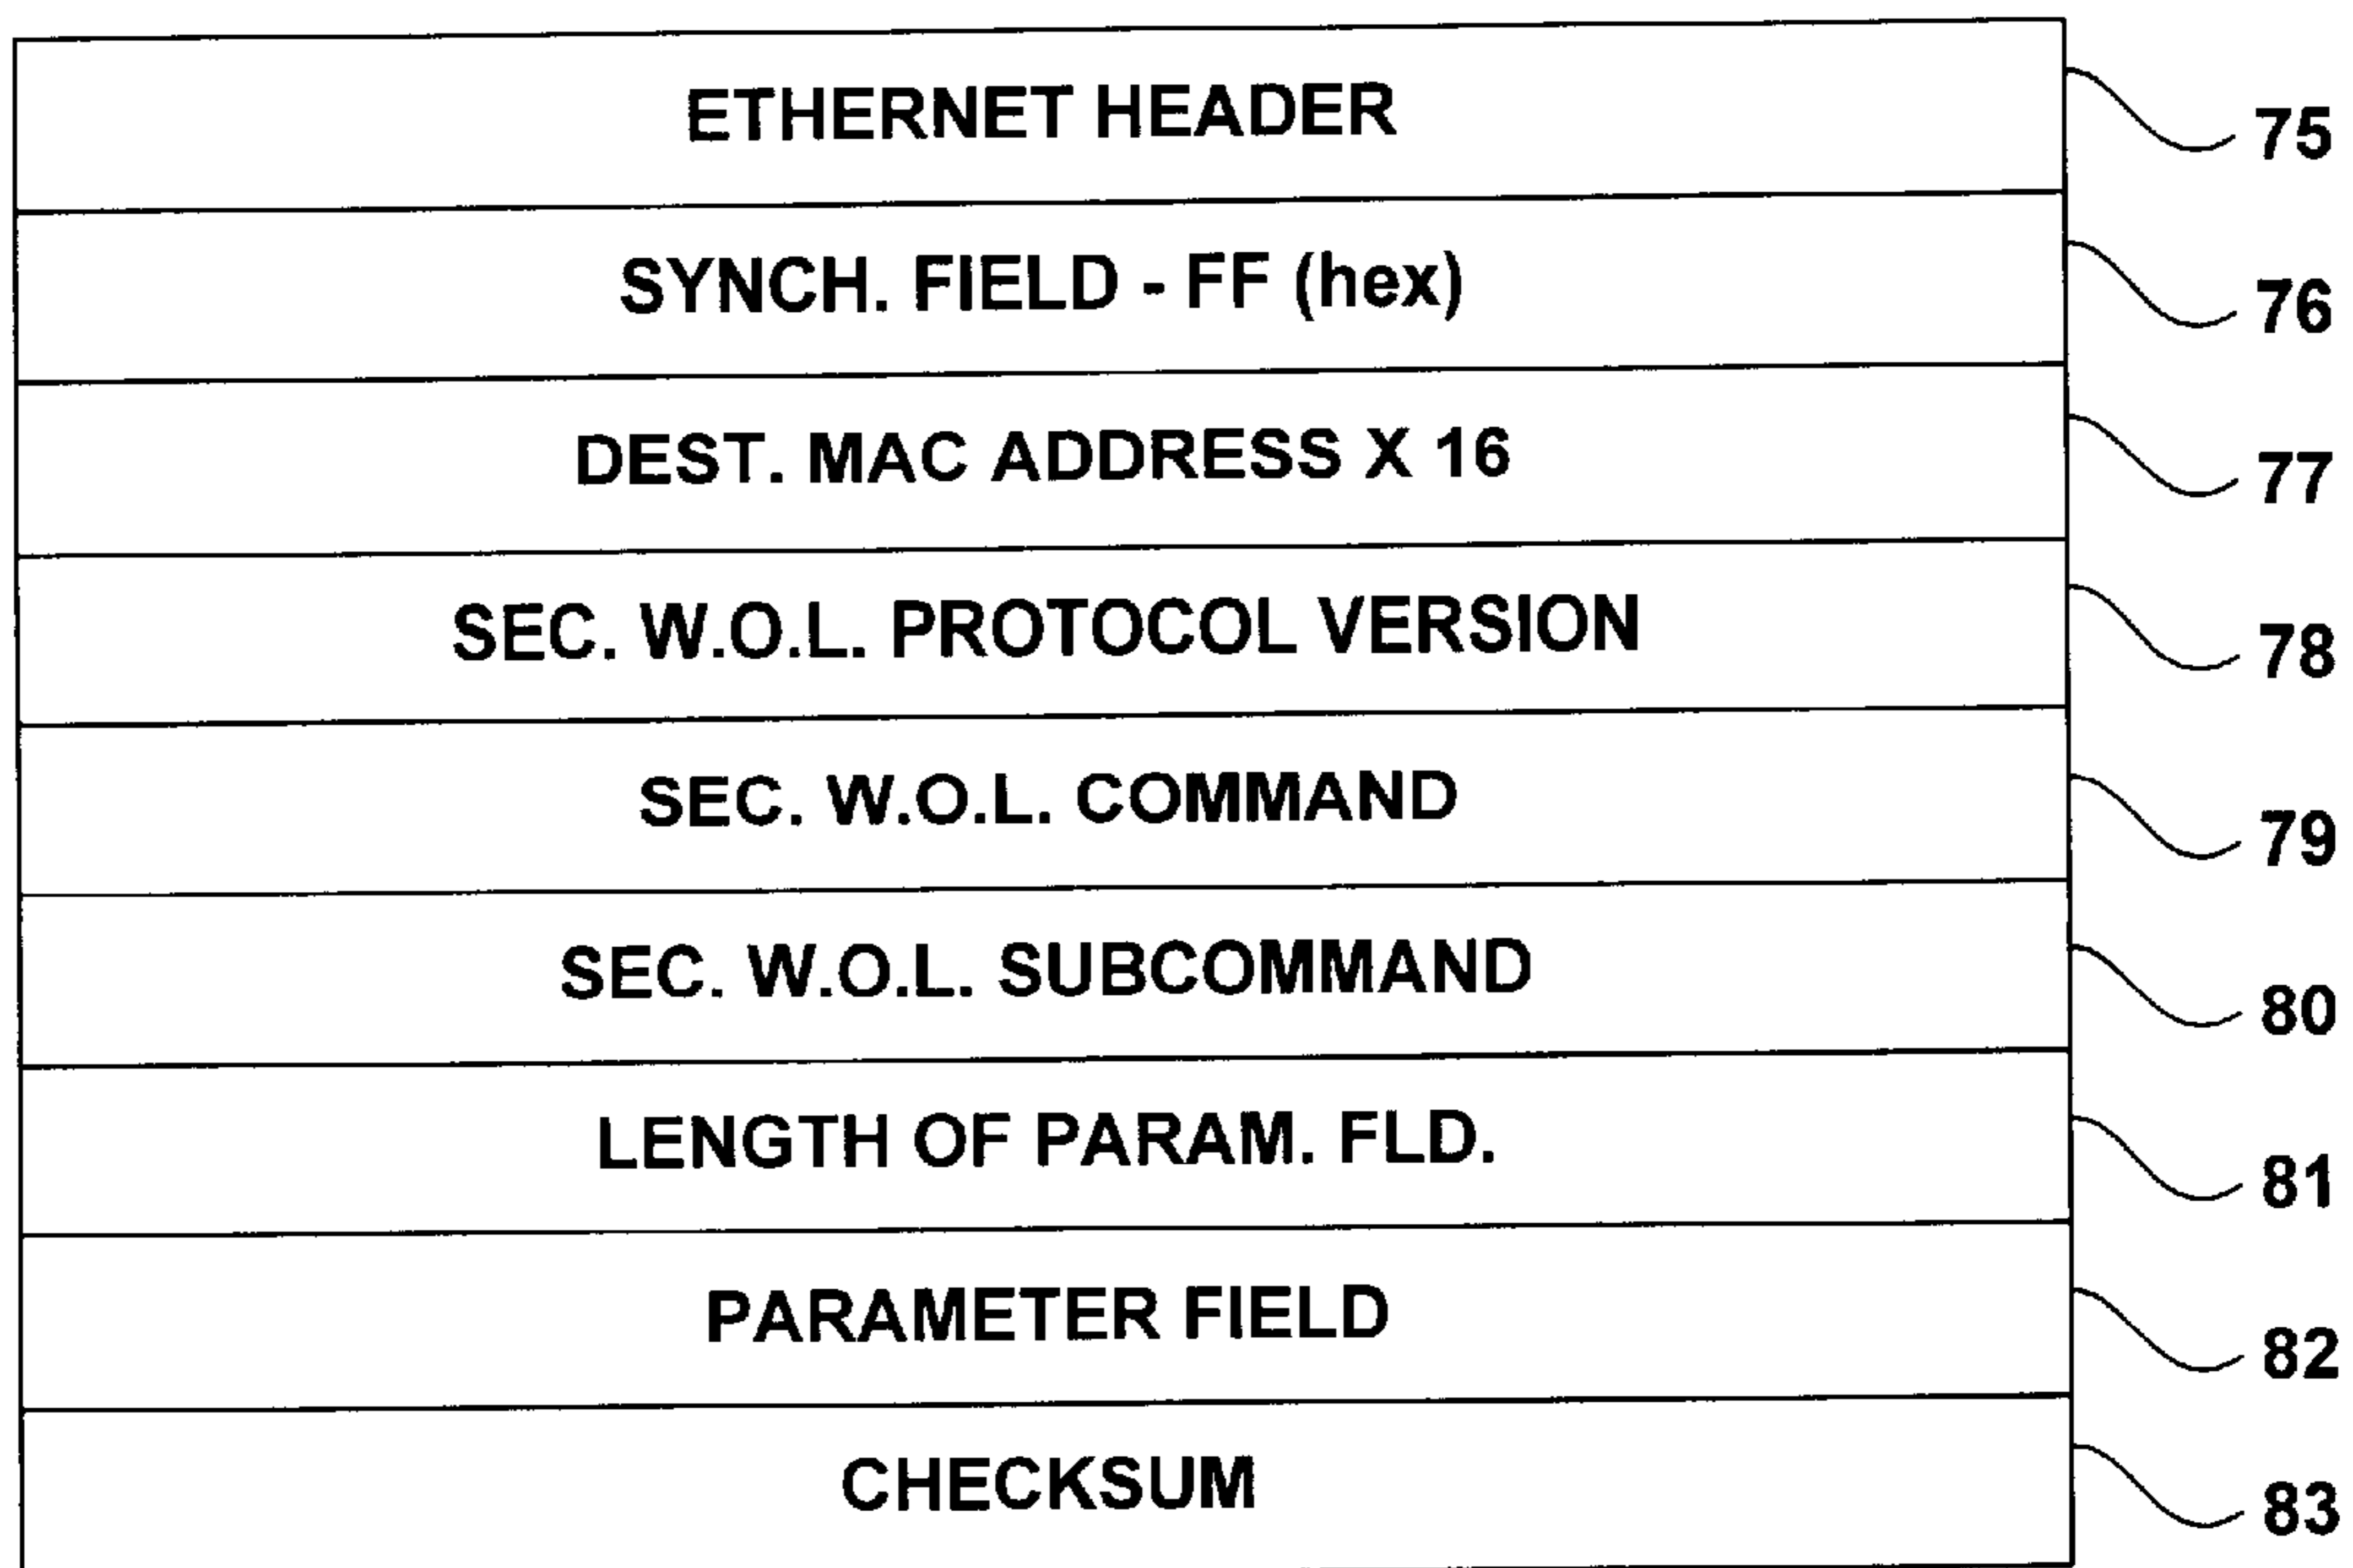 ETHERNET HEADER 75
SYNCH. FIELD - FF (hex) 76
DEST. MAC ADDRESS X 16 77
SEC. W.O.L. PROTOCOL VERSION 78
SEC. W.O.L. COMMAND 79
SEC. W.O.L. SUBCOMMAND 80
LENGTH OF PARAM. FLD. 81
PARAMETER FIELD 82
CHECKSUM 83